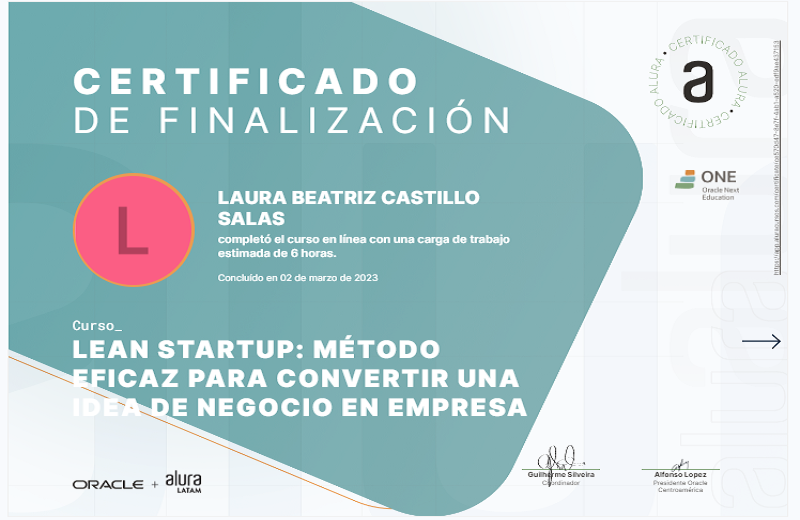 CERTIFICADO
DE FINALIZACIÓN
L
LAURA BEATRIZ CASTILLO
SALAS
completó el curso en línea con una carga de trabajo
estimada de 6 horas.
Concluído en 02 de marzo de 2023
Curso_
LEAN STARTUP: MÉTODO
EFICAZ PARA CONVERTIR UNA
IDEA DE NEGOCIO EN EMPRESA
ORACLE + alura
LATAM
CERTIFICADO ALURA • CERTIFICADO ALURA •
a
ONE
Oracle Next
Education
Guilherme Silveira
Coordinador
Alfonso Lopez
Presidente Oracle
Centroamérica
alura